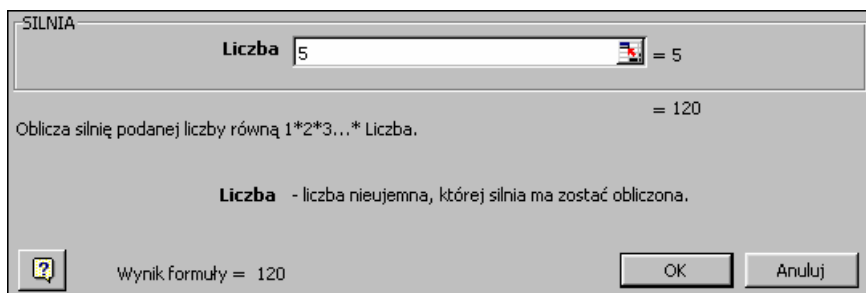 SILNIA
Liczba 5 = 5
= 120
Oblicza silnię podanej liczby równą 1*2*3...* Liczba.
Liczba - liczba nieujemna, której silnia ma zostać obliczona.
? Wynik formuły = 120 OK Anuluj